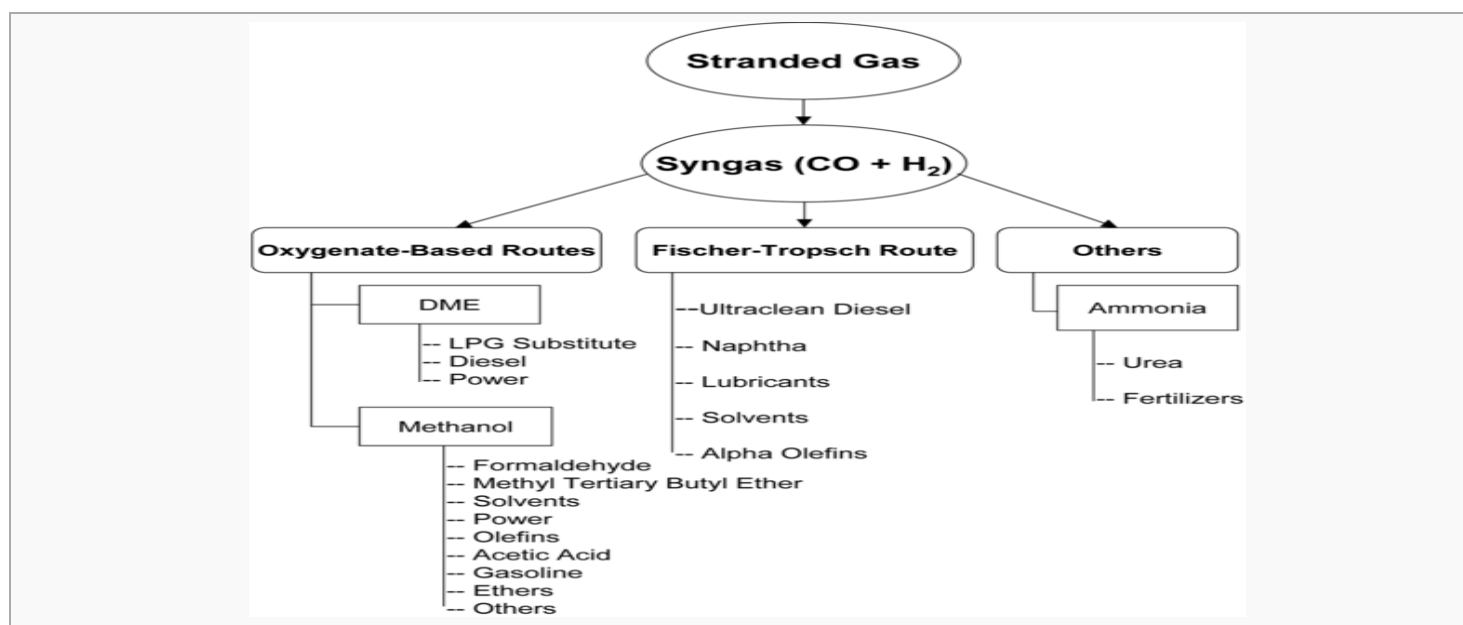 Stranded Gas
Syngas (CO + H₂)
Oxygenate-Based Routes
DME
-- LPG Substitute
-- Diesel
-- Power
Methanol
-- Formaldehyde
-- Methyl Tertiary Butyl Ether
-- Solvents
-- Power
-- Olefins
-- Acetic Acid
-- Gasoline
-- Ethers
-- Others
Fischer-Tropsch Route
--Ultraclean Diesel
-- Naphtha
-- Lubricants
-- Solvents
-- Alpha Olefins
Others
Ammonia
-- Urea
-- Fertilizers